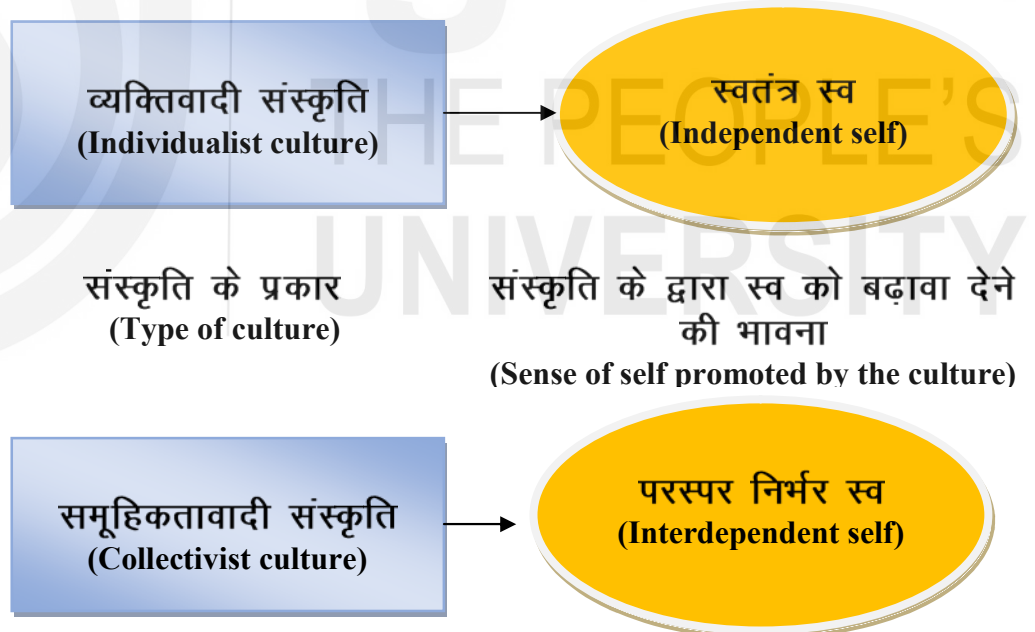 व्यक्तिवादी संस्कृति
(Individualist culture)
स्वतंत्र स्व
(Independent self)
THE PEOPLE'S
UNIVERSITY
संस्कृति के प्रकार
(Type of culture)
संस्कृति के द्वारा स्व को बढ़ावा देने
की भावना
(Sense of self promoted by the culture)
समूहिकतावादी संस्कृति
(Collectivist culture)
परस्पर निर्भर स्व
(Interdependent self)